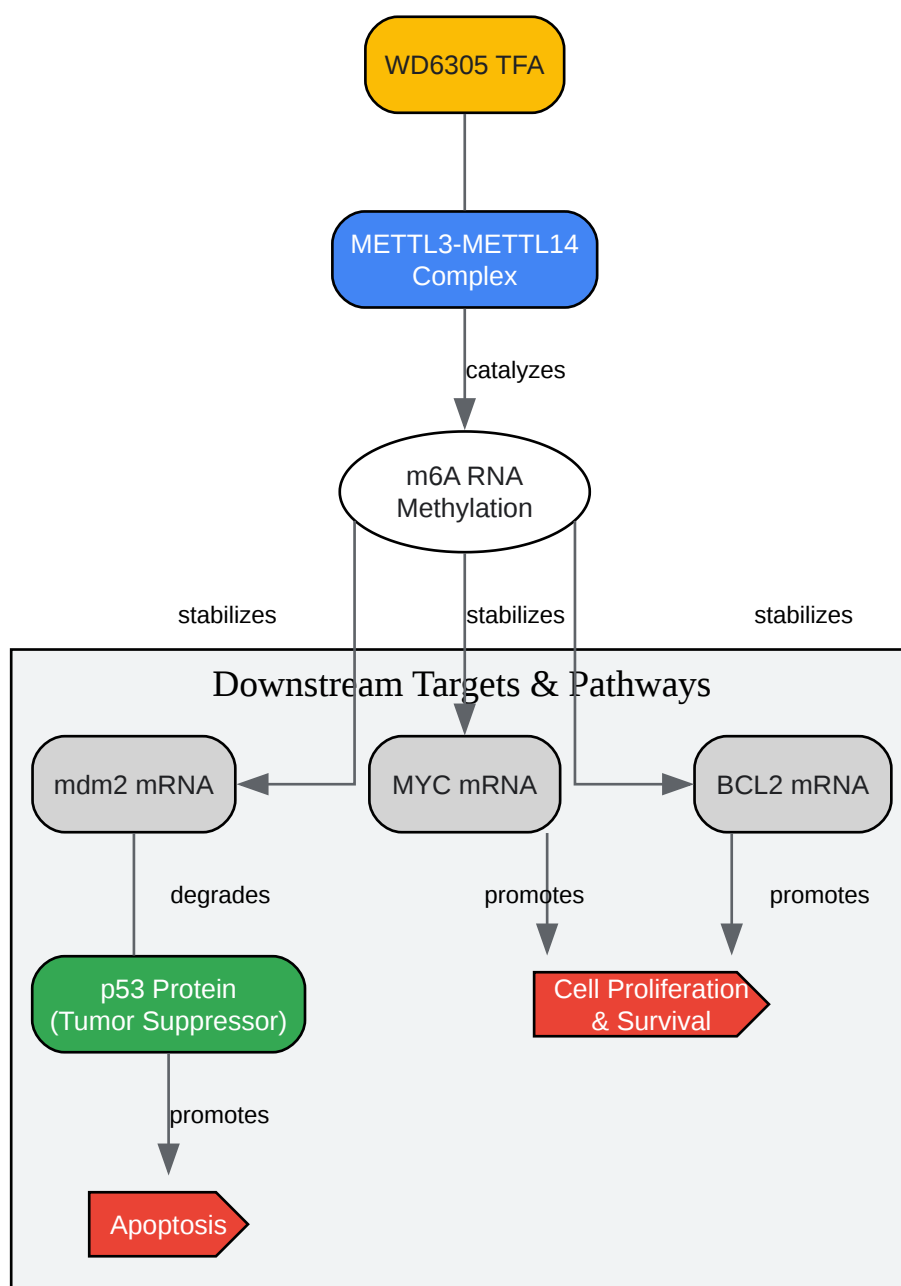 WD6305 TFA
METTL3-METTL14
Complex
catalyzes
m6A RNA
Methylation
stabilizes
stabilizes
stabilizes
Downstream Targets & Pathways
mdm2 mRNA
MYC mRNA
BCL2 mRNA
degrades
promotes
promotes
p53 Protein
(Tumor Suppressor)
Cell Proliferation
& Survival
promotes
Apoptosis